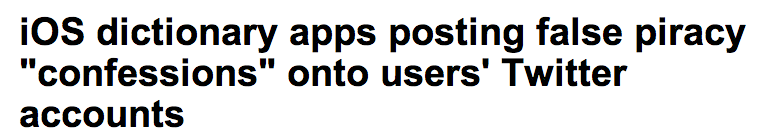 iOS dictionary apps posting false piracy
"confessions" onto users' Twitter
accounts